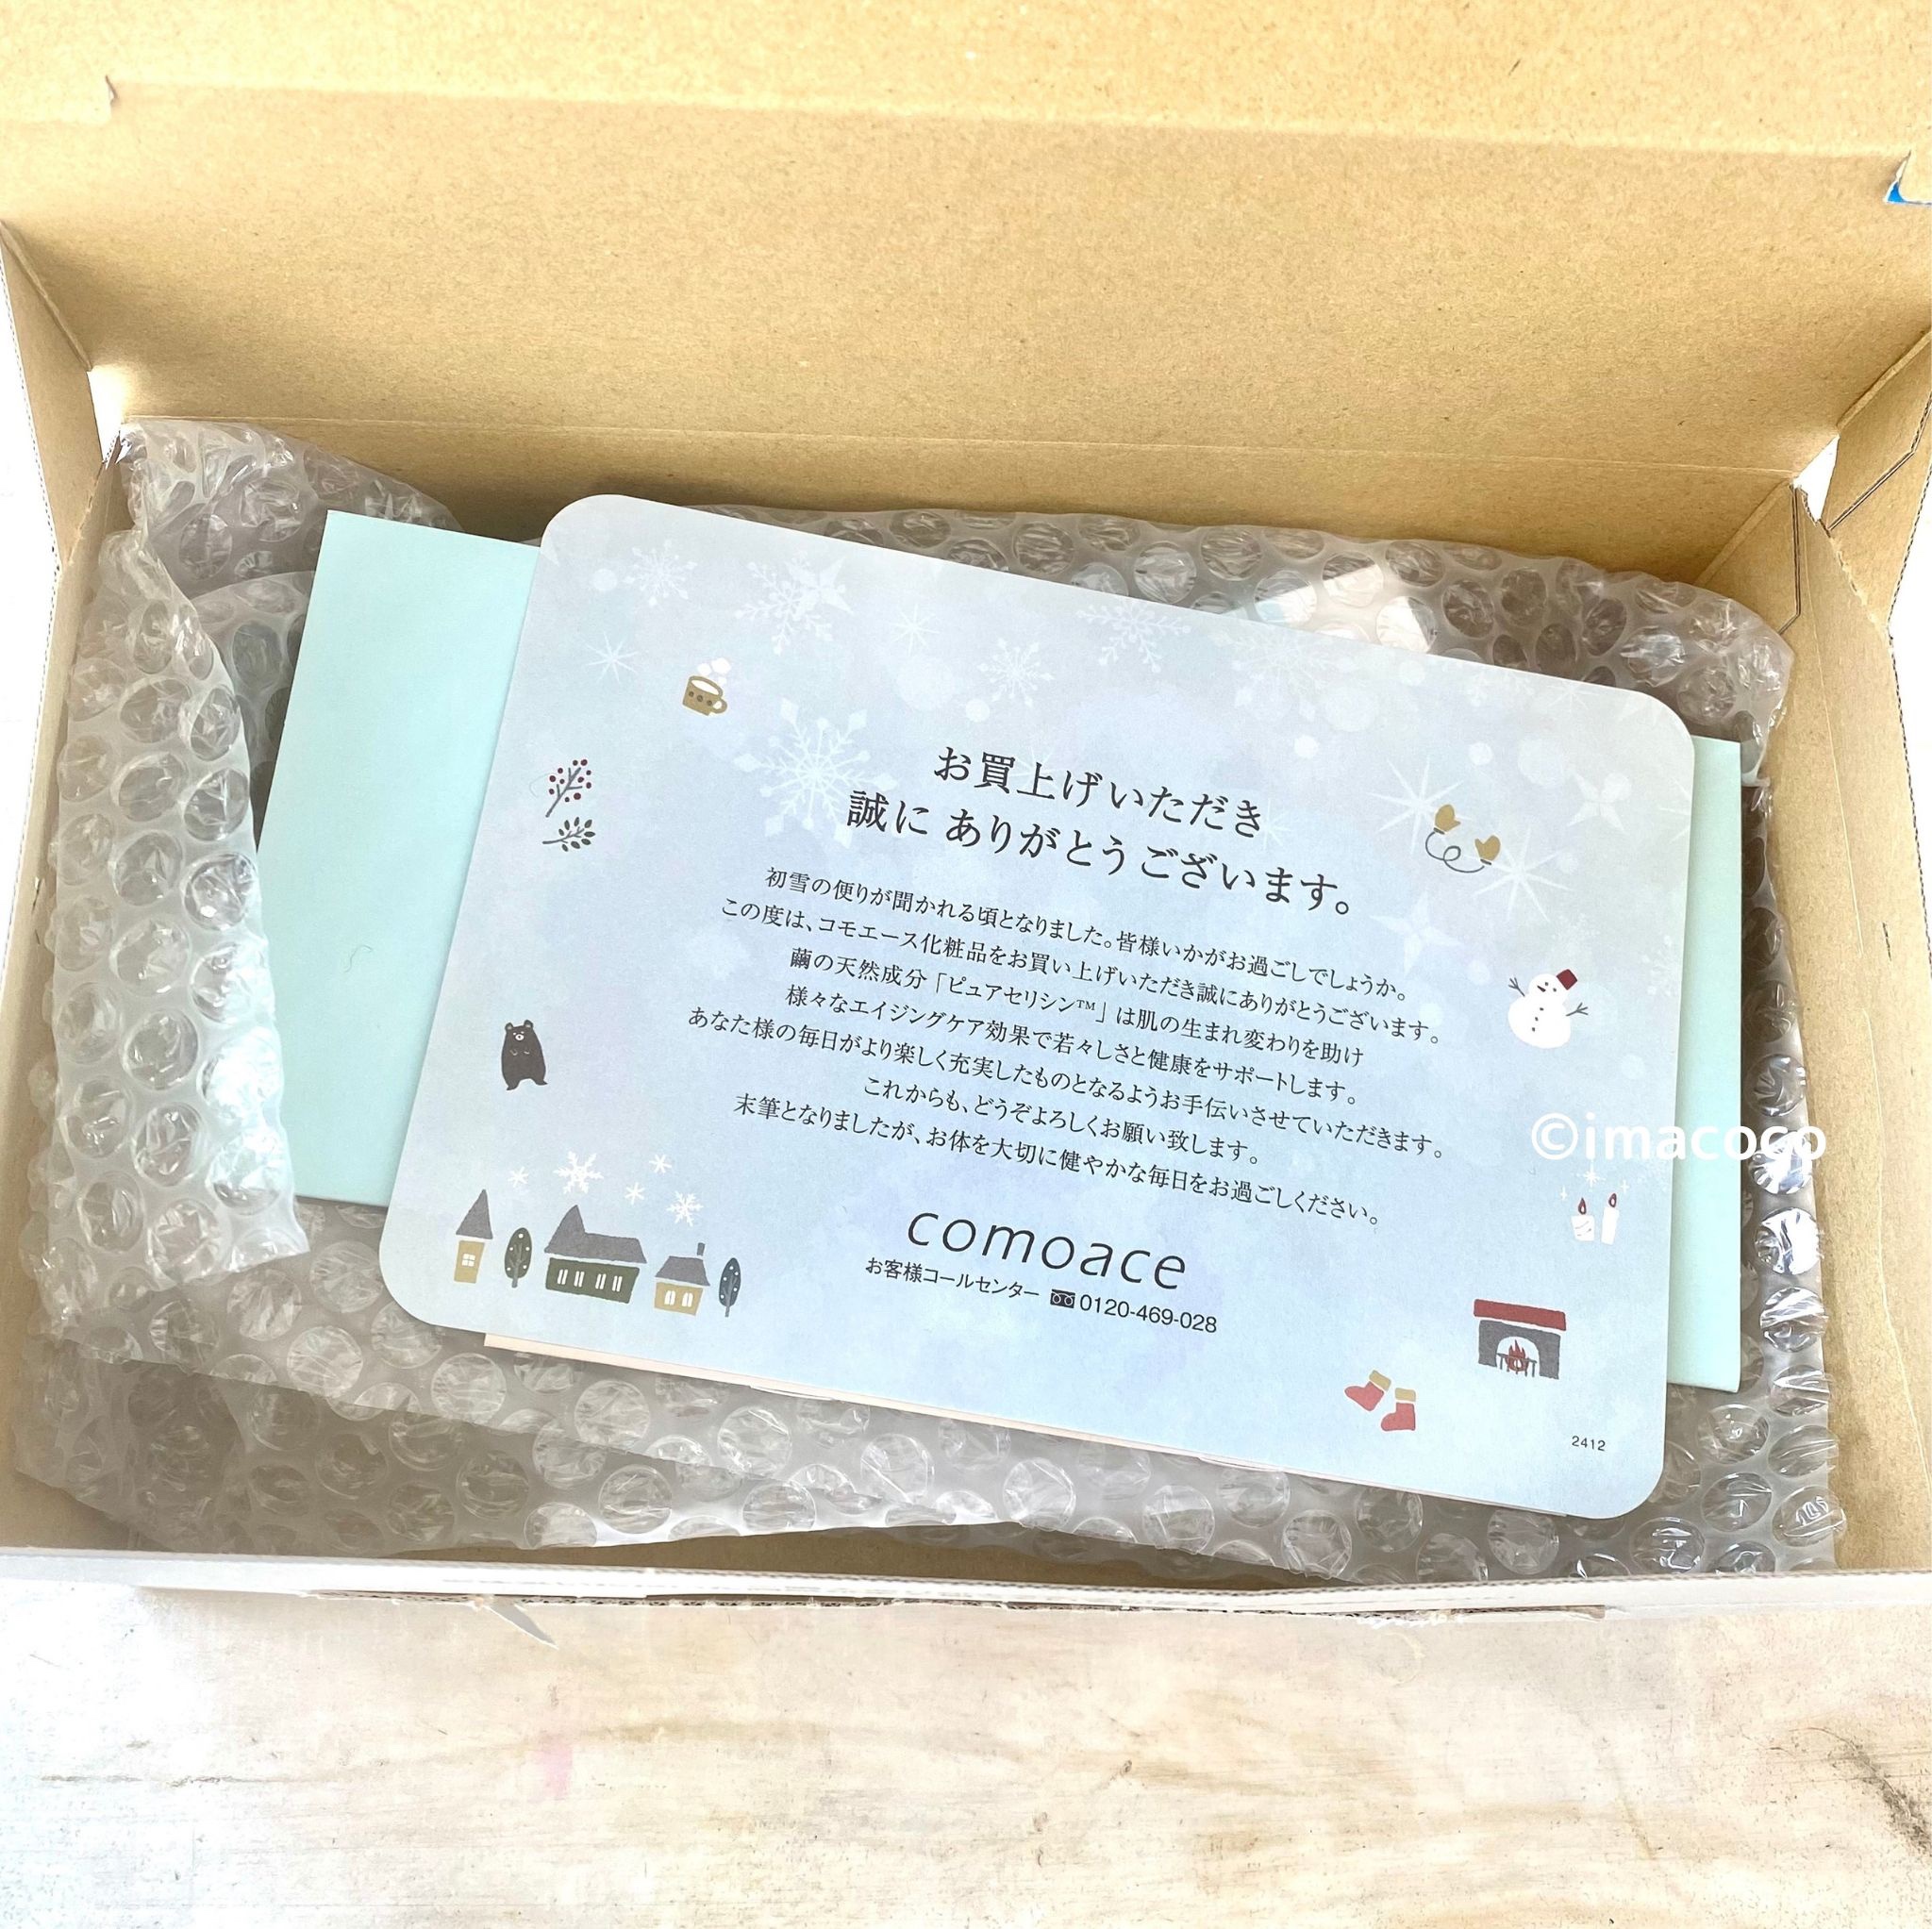 お買上げいただき
誠に ありがとうございます。
初雪の便りが聞かれる頃となりました。皆様いかがお過ごしでしょうか。
この度は、コモエース化粧品をお買い上げいただき誠にありがとうございます。
繭の天然成分「ピュアセリシン™」は肌の生まれ変わりを助け
様々なエイジングケア効果で若々しさと健康をサポートします。
あなた様の毎日がより楽しく充実したものとなるようお手伝いさせていただきます。
これからも、どうぞよろしくお願い致します。
末筆となりましたが、お体を大切に健やかな毎日をお過ごしください。
comoace
お客様コールセンター 0120-469-028
2412
©imacoco